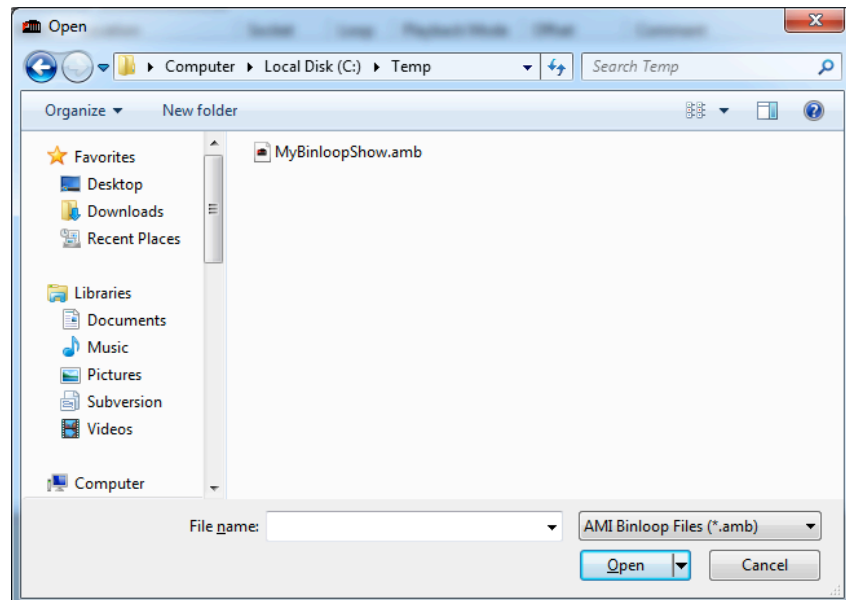 Open
Computer Local Disk (C:) Temp
Search Temp
Organize New folder
Favorites
Desktop
Downloads
Recent Places
Libraries
Documents
Music
Pictures
Subversion
Videos
Computer
MyBinloopShow.amb
File name:
AMI Binloop Files (*.amb)
Open
Cancel